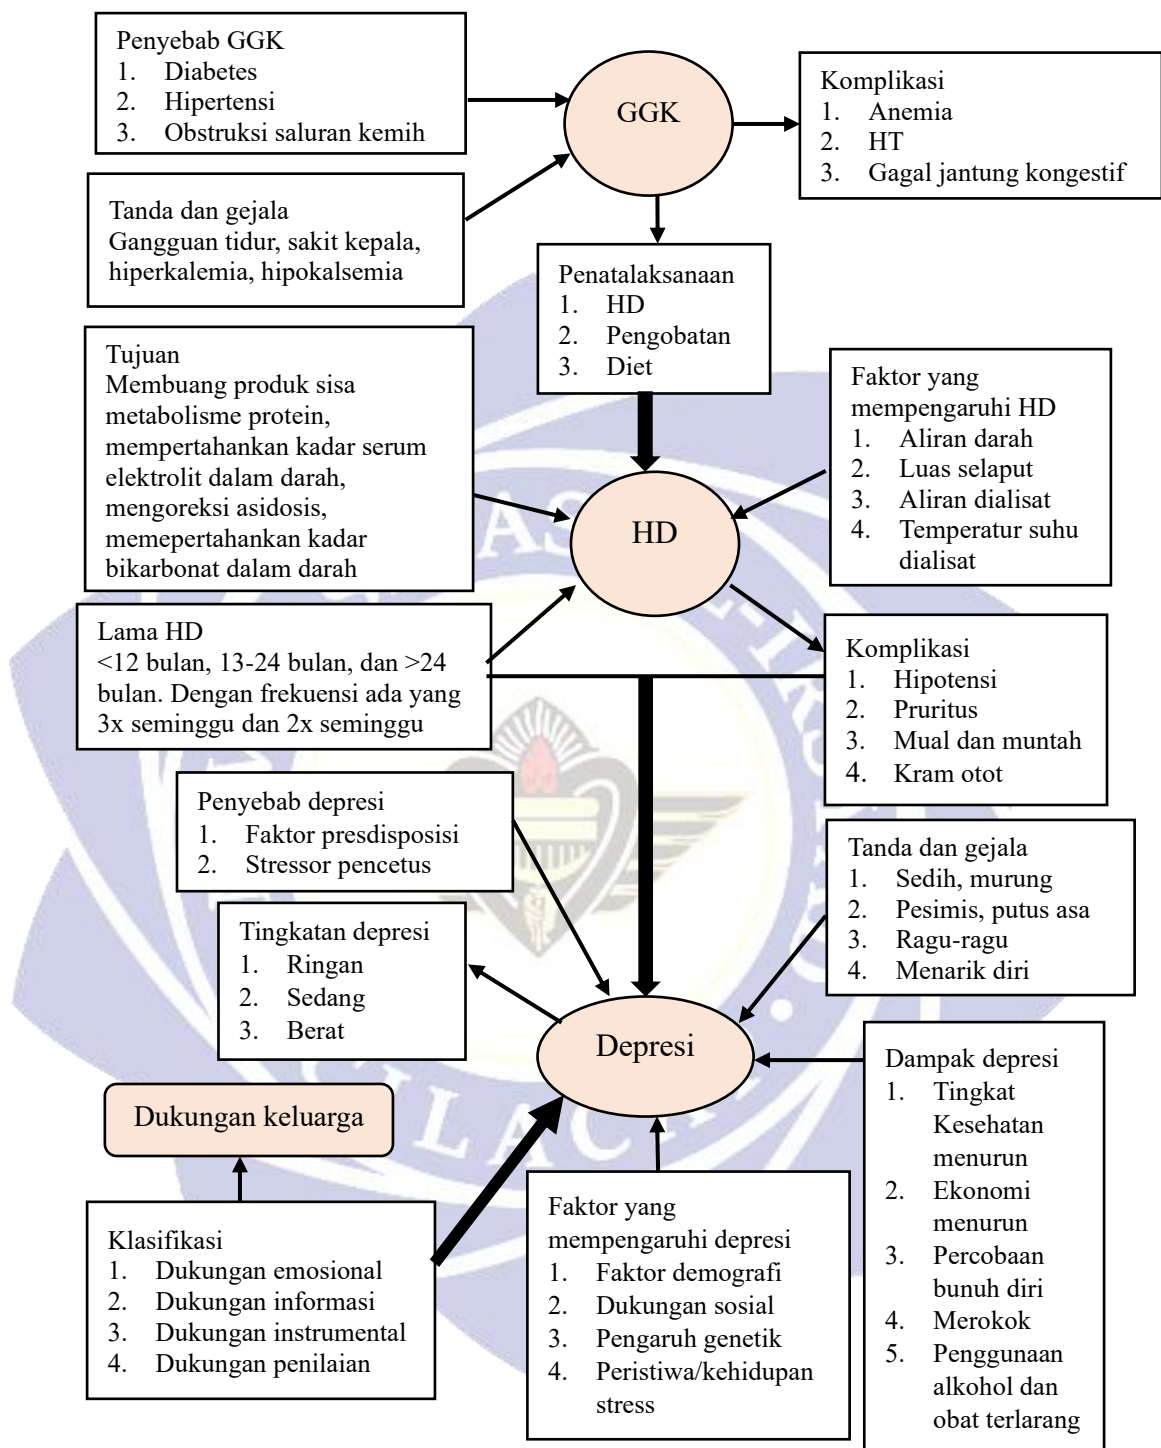 Penyebab GGK
1. Diabetes
2. Hipertensi
3. Obstruksi saluran kemih
GGK
Komplikasi
1. Anemia
2. HT
3. Gagal jantung kongestif
Tanda dan gejala
Gangguan tidur, sakit kepala,
hiperkalemia, hipokalsemia
Penatalaksanaan
1. HD
2. Pengobatan
3. Diet
Tujuan
Membuang produk sisa
metabolisme protein,
mempertahankan kadar serum
elektrolit dalam darah,
mengoreksi asidosis,
memepertahankan kadar
bikarbonat dalam darah
Faktor yang
mempengaruhi HD
1. Aliran darah
2. Luas selaput
3. Aliran dialisat
4. Temperatur suhu
dialisat
HD
Lama HD
<12 bulan, 13-24 bulan, dan >24
bulan. Dengan frekuensi ada yang
3x seminggu dan 2x seminggu
Komplikasi
1. Hipotensi
2. Pruritus
3. Mual dan muntah
4. Kram otot
Penyebab depresi
1. Faktor presdisposisi
2. Stressor pencetus
Tanda dan gejala
1. Sedih, murung
2. Pesimis, putus asa
3. Ragu-ragu
4. Menarik diri
Tingkatan depresi
1. Ringan
2. Sedang
3. Berat
Depresi
Dampak depresi
1. Tingkat
Kesehatan
menurun
2. Ekonomi
menurun
3. Percobaan
bunuh diri
4. Merokok
5. Penggunaan
alkohol dan
obat terlarang
Dukungan keluarga
Klasifikasi
1. Dukungan emosional
2. Dukungan informasi
3. Dukungan instrumental
4. Dukungan penilaian
Faktor yang
mempengaruhi depresi
1. Faktor demografi
2. Dukungan sosial
3. Pengaruh genetik
4. Peristiwa/kehidupan
stress